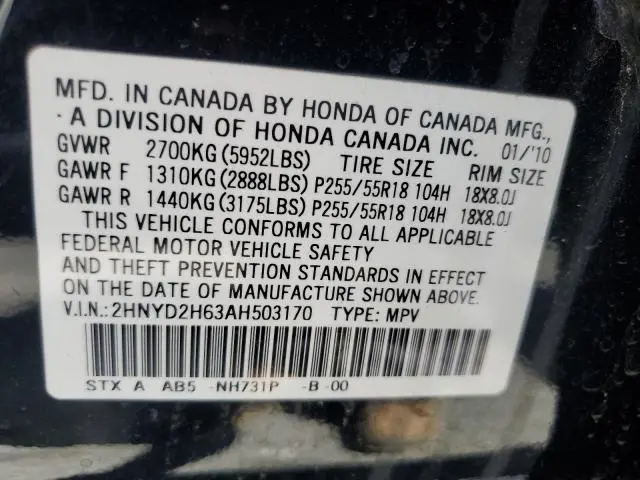 MFD. IN CANADA BY HONDA OF CANADA MFG.,
- A DIVISION OF HONDA CANADA INC. 01/'10
GVWR 2700KG(5952LBS) TIRE SIZE RIM SIZE
GAWR F 1310KG(2888LBS) P255/55R18 104H 18X8.0J
GAWR R 1440KG(3175LBS) P255/55R18 104H 18X8.0J
THIS VEHICLE CONFORMS TO ALL APPLICABLE
FEDERAL MOTOR VEHICLE SAFETY
AND THEFT PREVENTION STANDARDS IN EFFECT
ON THE DATE OF MANUFACTURE SHOWN ABOVE.
V.I.N.:2HNYD2H63AH503170 TYPE: MPV
STX A AB5 -NH731P -B -00